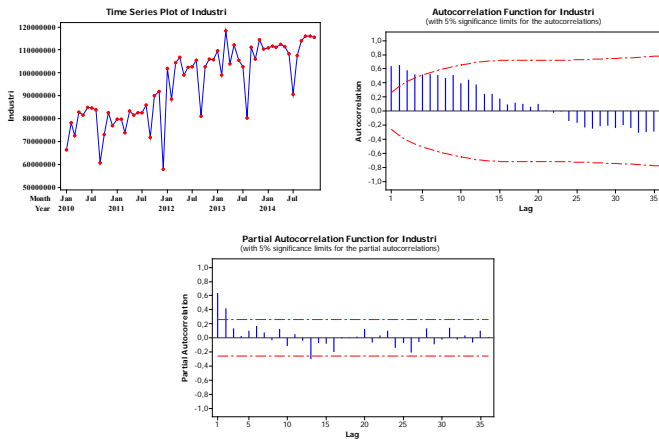 Time Series Plot of Industri
120000000
110000000
100000000
90000000
80000000
70000000
60000000
50000000
Industri
Month Jan Jul Jan Jul Jan Jul Jan Jul Jan Jul
Year 2010 2011 2012 2013 2014
Autocorrelation Function for Industri
(with 5% significance limits for the autocorrelations)
1,0
0,8
0,6
0,4
0,2
0,0
-0,2
-0,4
-0,6
-0,8
-1,0
Autocorrelation
1 5 10 15 20 25 30 35
Lag
Partial Autocorrelation Function for Industri
(with 5% significance limits for the partial autocorrelations)
1,0
0,8
0,6
0,4
0,2
0,0
-0,2
-0,4
-0,6
-0,8
-1,0
Partial Autocorrelation
1 5 10 15 20 25 30 35
Lag